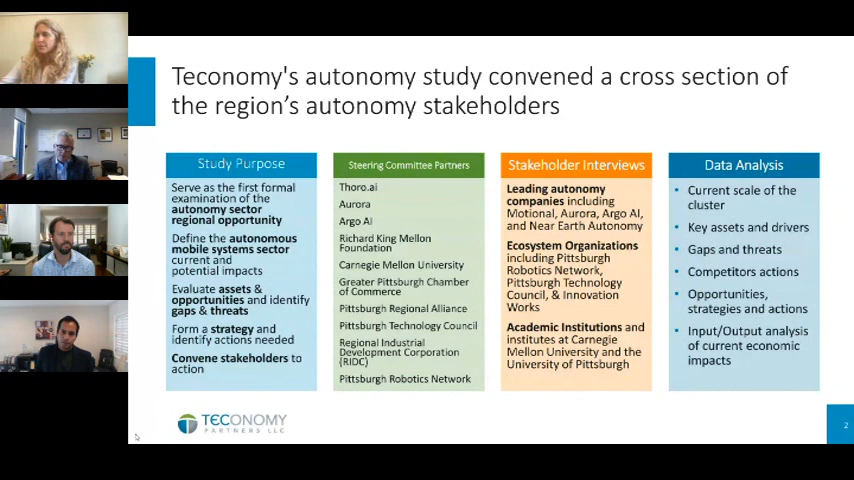 Teconomy's autonomy study convened a cross section of
the region's autonomy stakeholders
Study Purpose
Serve as the first formal
examination of the
autonomy sector
regional opportunity
Define the autonomous
mobile systems sector
current and
potential impacts
Evaluate assets &
opportunities and identify
gaps & threats
Form a strategy and
identify actions needed
Convene stakeholders to
action
Steering Committee Partners
Thoro.ai
Aurora
Argo AI
Richard King Mellon
Foundation
Carnegie Mellon University
Greater Pittsburgh Chamber
of Commerce
Pittsburgh Regional Alliance
Pittsburgh Technology Council
Regional Industrial
Development Corporation
(RIDC)
Pittsburgh Robotics Network
Stakeholder Interviews
Leading autonomy
companies including
Motional, Aurora, Argo AI,
and Near Earth Autonomy
Ecosystem Organizations
including Pittsburgh
Robotics Network,
Pittsburgh Technology
Council, & Innovation
Works
Academic Institutions and
institutes at Carnegie
Mellon University and the
University of Pittsburgh
Data Analysis
• Current scale of the
cluster
• Key assets and drivers
• Gaps and threats
• Competitors actions
• Opportunities,
strategies and actions
• Input/Output analysis
of current economic
impacts
TECONOMY
PARTNERS LLC
2